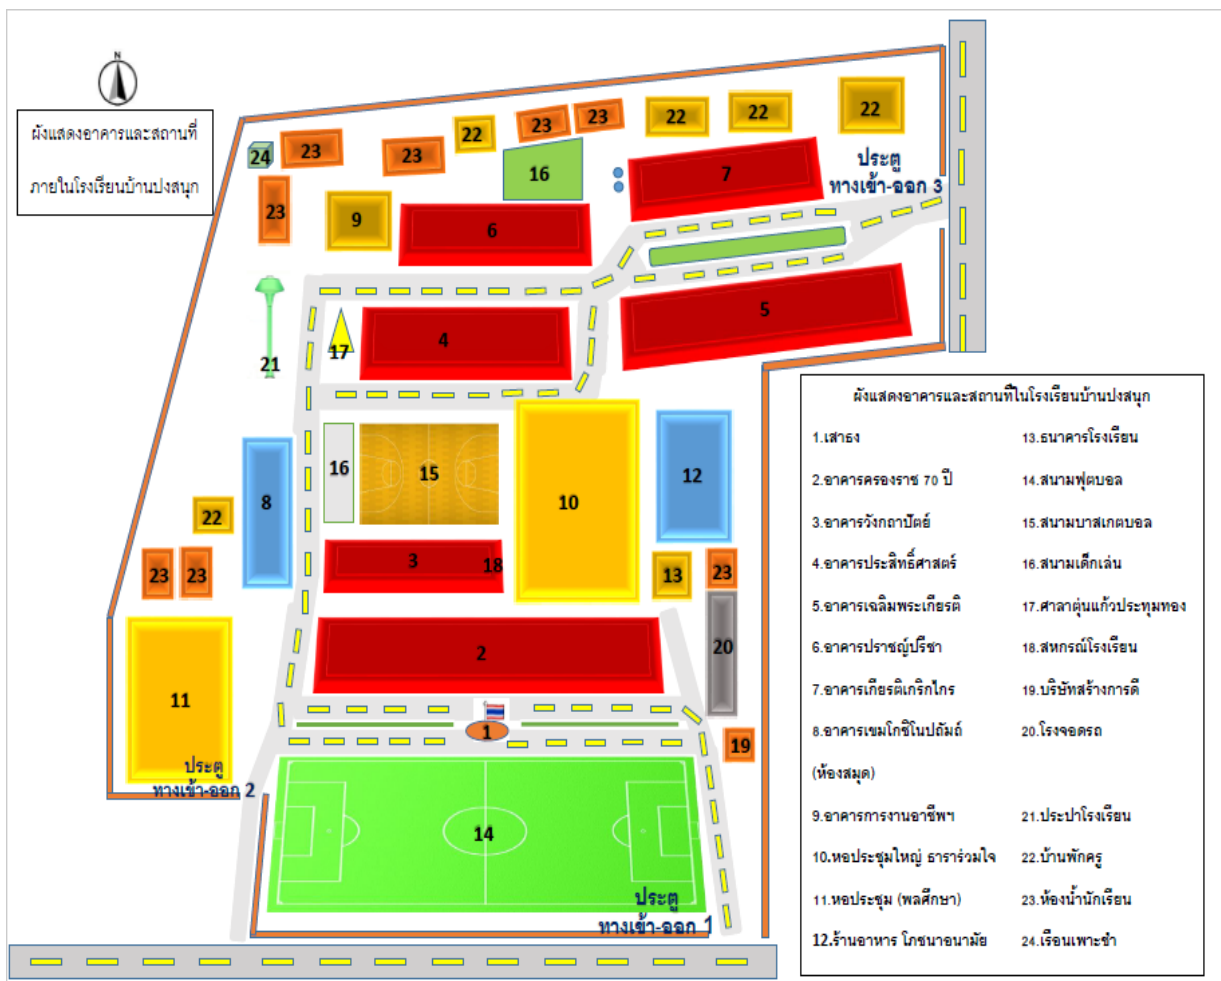 N
ผังแสดงอาคารและสถานที่
ภายในโรงเรียนบ้านปงสนุก
24
23
23
22
23
23
22
22
22
16
7
ประตู
ทางเข้า-ออก 3
23
9
6
5
4
17
21
16
15
10
12
8
22
23
23
3
18
13
23
20
2
11
1
19
ประตู
ทางเข้า-ออก 2
14
ประตู
ทางเข้า-ออก 1
ผังแสดงอาคารและสถานที่ในโรงเรียนบ้านปงสนุก
1.เสาธง
2.อาคารครองราช 70 ปี
3.อาคารวังกถาปัตย์
4.อาคารประสิทธิ์ศาสตร์
5.อาคารเฉลิมพระเกียรติ
6.อาคารปราชญ์ปรีชา
7.อาคารเกียรติเกริกไกร
8.อาคารเขมโกชิโนปถัมถ์
(ห้องสมุด)
9.อาคารการงานอาชีพฯ
10.หอประชุมใหญ่ ธาราร่วมใจ
11.หอประชุม (พลศึกษา)
12.ร้านอาหาร โภชนาอนามัย
13.ธนาคารโรงเรียน
14.สนามฟุตบอล
15.สนามบาสเกตบอล
16.สนามเด็กเล่น
17.ศาลาตุ่นแก้วประทุมทอง
18.สหกรณ์โรงเรียน
19.บริษัทสร้างการดี
20.โรงจอดรถ
21.ประปาโรงเรียน
22.บ้านพักครู
23.ห้องน้ำนักเรียน
24.เรือนเพาะชำ